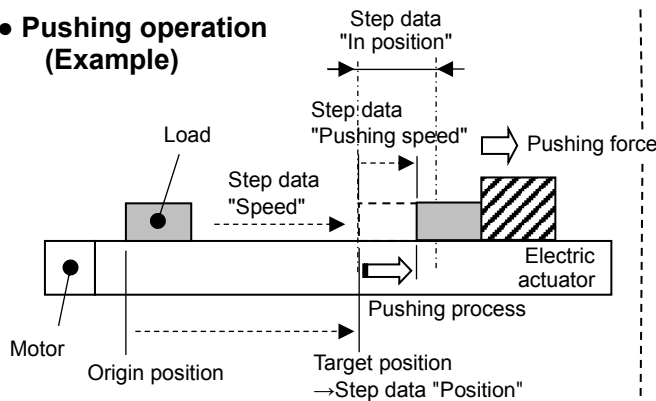 ● Pushing operation
(Example)
Step data
"In position"
Step data
"Pushing speed"
Pushing force
Load
Step data
"Speed"
Electric
actuator
Pushing process
Motor
Origin position
Target position
→Step data "Position"